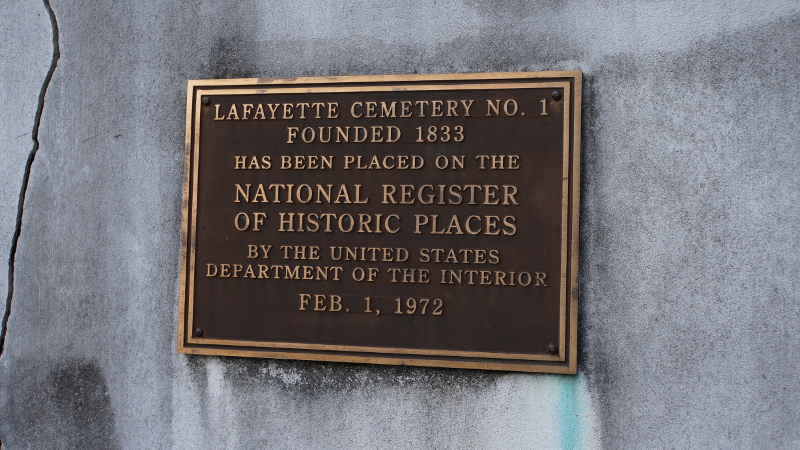 LAFAYETTE CEMETERY NO. 1
FOUNDED 1833
HAS BEEN PLACED ON THE
NATIONAL REGISTER
OF HISTORIC PLACES
BY THE UNITED STATES
DEPARTMENT OF THE INTERIOR
FEB. 1, 1972